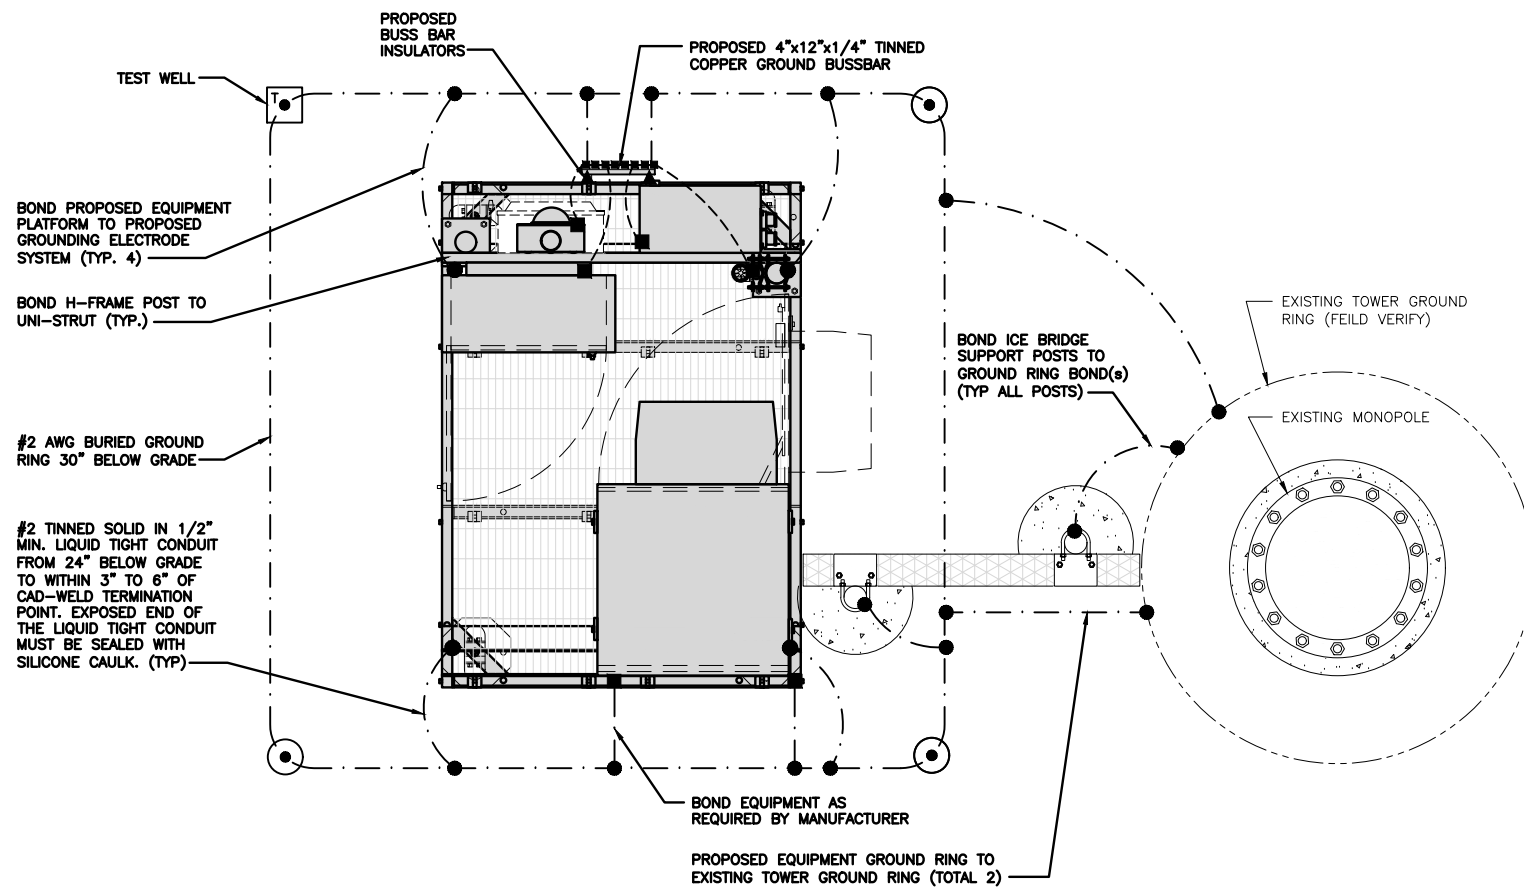 PROPOSED
BUSS BAR
INSULATORS
PROPOSED 4"x12"x1/4" TINNED
COPPER GROUND BUSSBAR
TEST WELL
T
BOND PROPOSED EQUIPMENT
PLATFORM TO PROPOSED
GROUNDING ELECTRODE
SYSTEM (TYP. 4)
BOND H-FRAME POST TO
UNI-STRUT (TYP.)
EXISTING TOWER GROUND
RING (FEILD VERIFY)
BOND ICE BRIDGE
SUPPORT POSTS TO
GROUND RING BOND(s)
(TYP ALL POSTS)
EXISTING MONOPOLE
#2 AWG BURIED GROUND
RING 30" BELOW GRADE
#2 TINNED SOLID IN 1/2"
MIN. LIQUID TIGHT CONDUIT
FROM 24" BELOW GRADE
TO WITHIN 3" TO 6" OF
CAD-WELD TERMINATION
POINT. EXPOSED END OF
THE LIQUID TIGHT CONDUIT
MUST BE SEALED WITH
SILICONE CAULK. (TYP)
BOND EQUIPMENT AS
REQUIRED BY MANUFACTURER
PROPOSED EQUIPMENT GROUND RING TO
EXISTING TOWER GROUND RING (TOTAL 2)